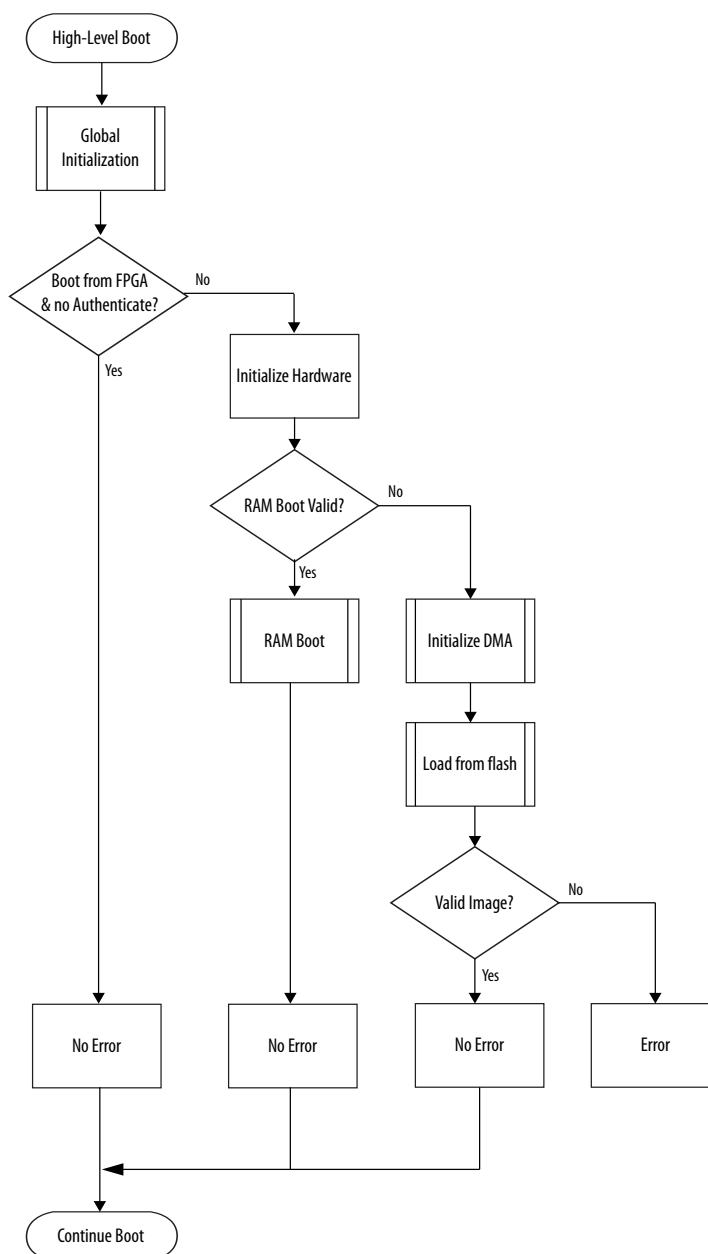 High-Level Boot
Global
Initialization
Boot from FPGA
& no Authenticate?
No
Yes
Initialize Hardware
RAM Boot Valid?
No
Yes
RAM Boot
Initialize DMA
Load from flash
Valid Image?
No
Yes
No Error
No Error
No Error
Error
Continue Boot